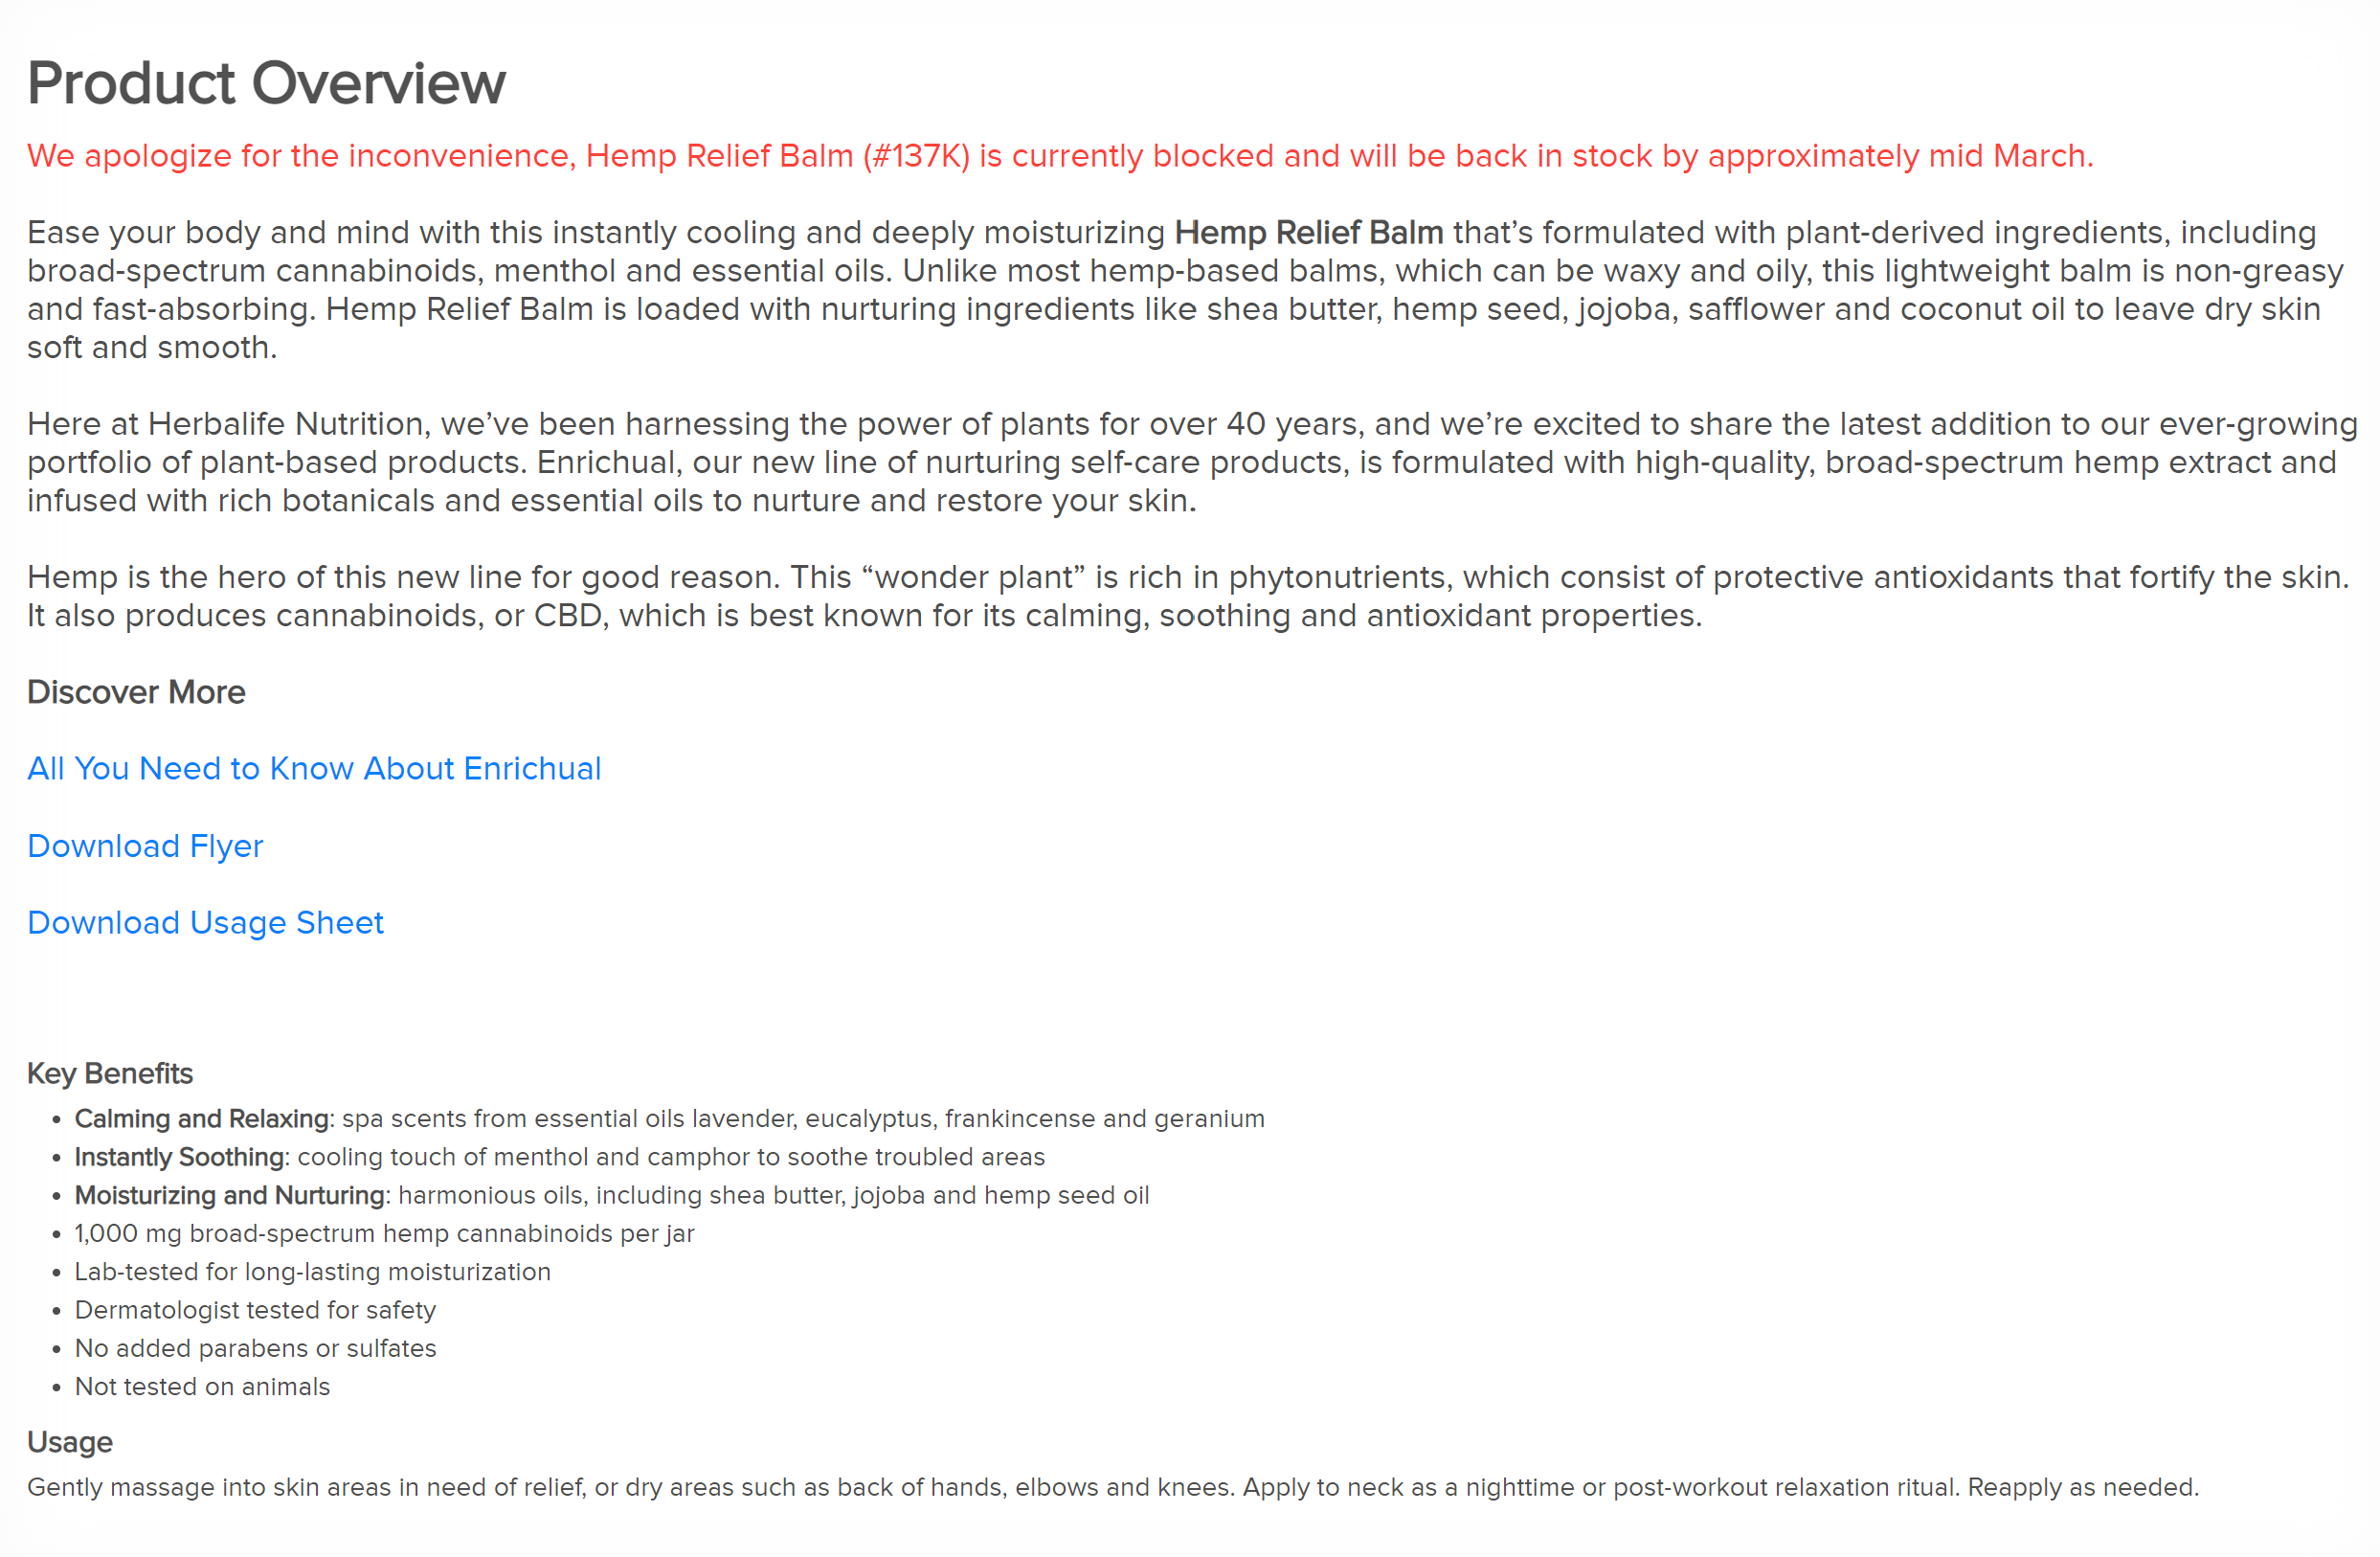 Product Overview
We apologize for the inconvenience, Hemp Relief Balm (#137K) is currently blocked and will be back in stock by approximately mid March.
Ease your body and mind with this instantly cooling and deeply moisturizing Hemp Relief Balm that’s formulated with plant-derived ingredients, including
broad-spectrum cannabinoids, menthol and essential oils. Unlike most hemp-based balms, which can be waxy and oily, this lightweight balm is non-greasy
and fast-absorbing. Hemp Relief Balm is loaded with nurturing ingredients like shea butter, hemp seed, jojoba, safflower and coconut oil to leave dry skin
soft and smooth.
Here at Herbalife Nutrition, we’ve been harnessing the power of plants for over 40 years, and we’re excited to share the latest addition to our ever-growing
portfolio of plant-based products. Enrichual, our new line of nurturing self-care products, is formulated with high-quality, broad-spectrum hemp extract and
infused with rich botanicals and essential oils to nurture and restore your skin.
Hemp is the hero of this new line for good reason. This “wonder plant” is rich in phytonutrients, which consist of protective antioxidants that fortify the skin.
It also produces cannabinoids, or CBD, which is best known for its calming, soothing and antioxidant properties.
Discover More
All You Need to Know About Enrichual
Download Flyer
Download Usage Sheet
Key Benefits
• Calming and Relaxing: spa scents from essential oils lavender, eucalyptus, frankincense and geranium
• Instantly Soothing: cooling touch of menthol and camphor to soothe troubled areas
• Moisturizing and Nurturing: harmonious oils, including shea butter, jojoba and hemp seed oil
• 1,000 mg broad-spectrum hemp cannabinoids per jar
• Lab-tested for long-lasting moisturization
• Dermatologist tested for safety
• No added parabens or sulfates
• Not tested on animals
Usage
Gently massage into skin areas in need of relief, or dry areas such as back of hands, elbows and knees. Apply to neck as a nighttime or post-workout relaxation ritual. Reapply as needed.